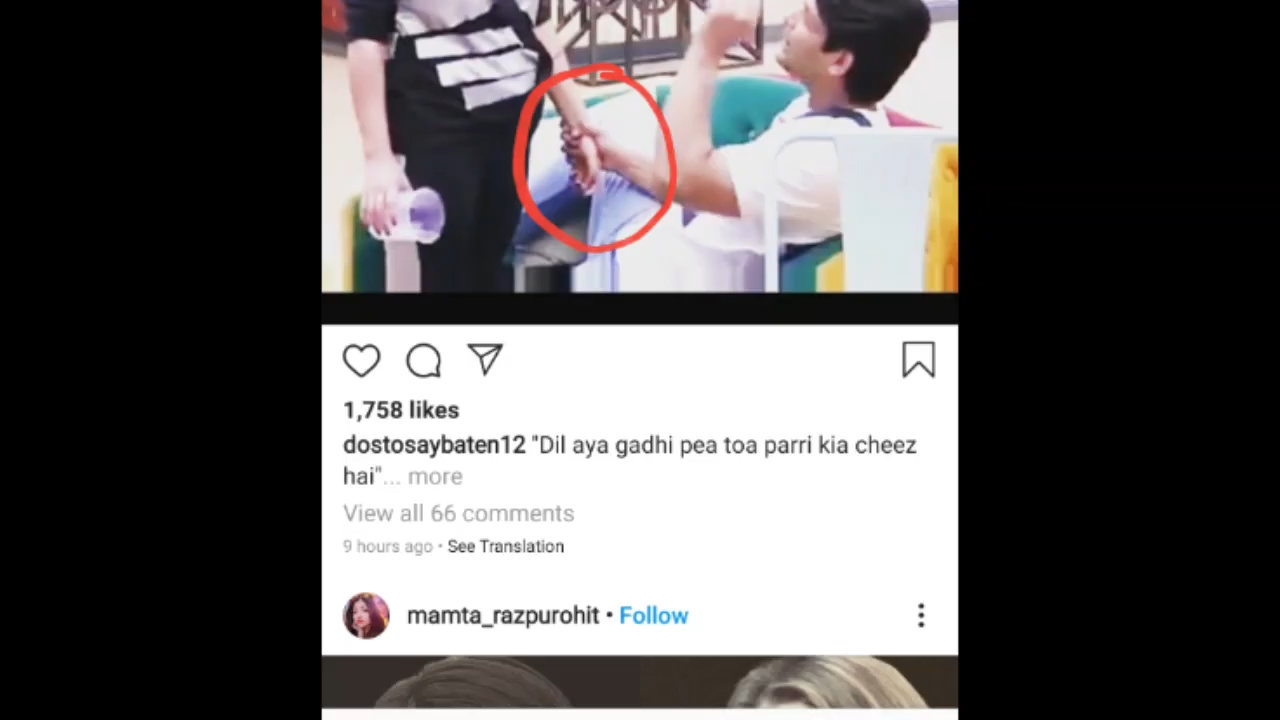 1,758 likes
dostosaybaten12 "Dil aya gadhi pea toa parri kia cheez
hai"... more
View all 66 comments
9 hours ago • See Translation
mamta_razpurohit • Follow